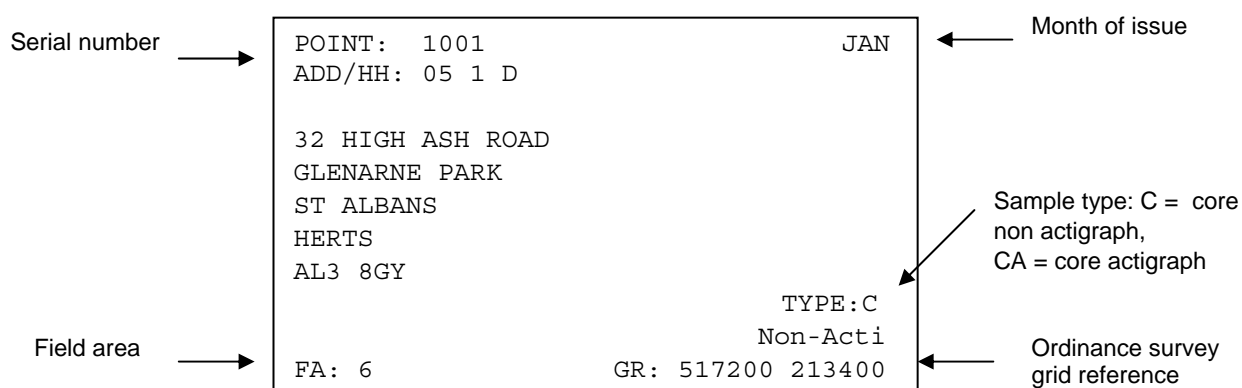 Serial number
POINT: 1001 JAN
Month of issue
ADD/HH: 05 1 D
32 HIGH ASH ROAD
GLENARNE PARK
ST ALBANS
HERTS
AL3 8GY
Sample type: C = core
non actigraph,
CA = core actigraph
TYPE:C
Non-Acti
Field area
FA: 6 GR: 517200 213400
Ordinance survey
grid reference